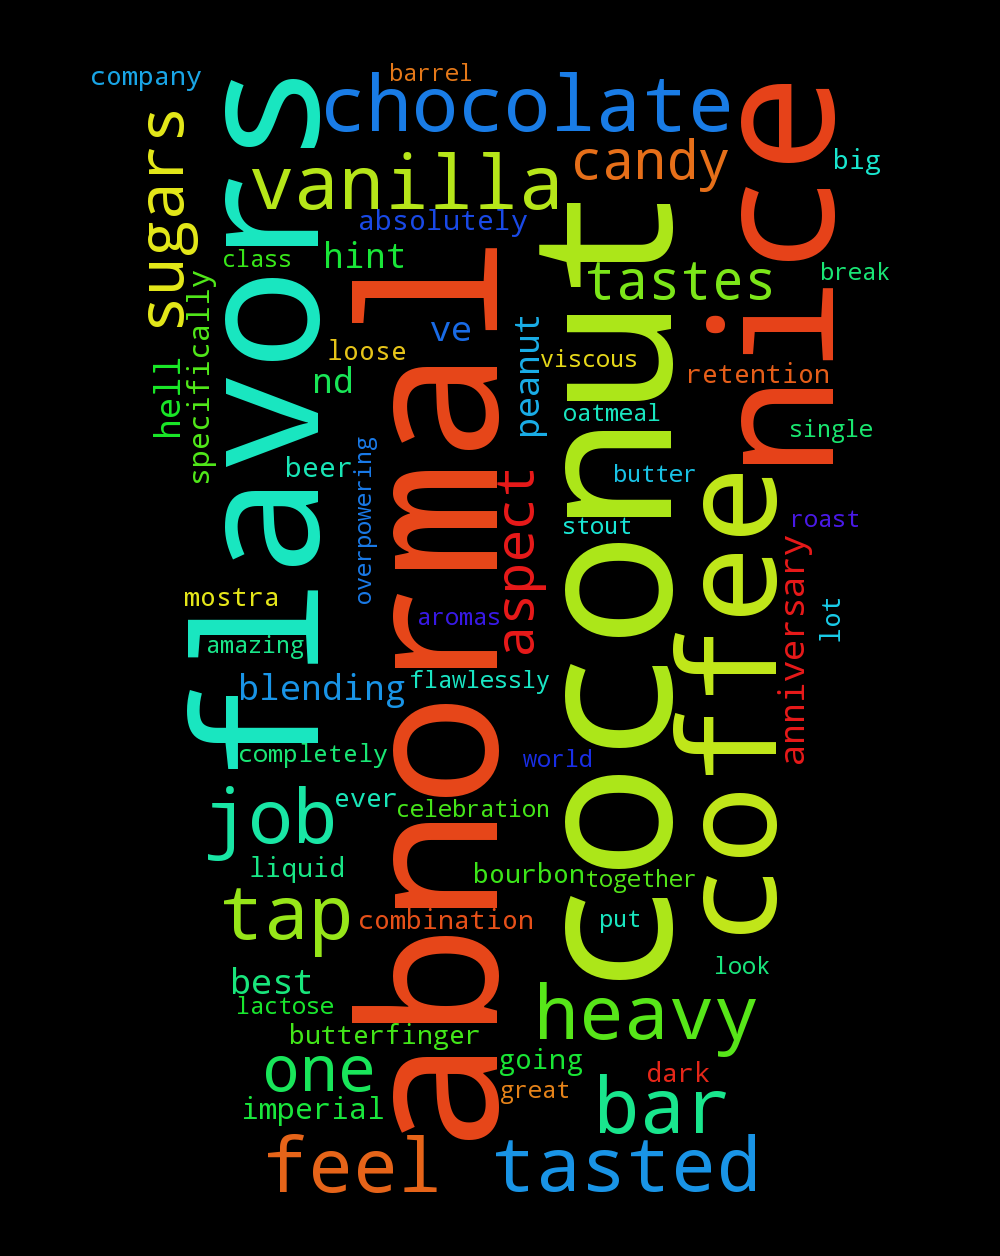 barrel
company
chocolate
flavors
nice
sugars
candy
big
vanilla
absolutely
class
hint
coconut
tastes
break
specifically
abnormal
ve
peanut
loose
viscous
retention
hell
nd
oatmeal
single
beer
overpowering
butter
coffee
aspect
stout
roast
anniversary
mostra
aromas
lot
amazing
blending
flawlessly
completely
world
job
ever
celebration
liquid
bourbon
together
tap
combination
put
best
look
lactose
heavy
butterfinger
one
going
dark
great
imperial
bar
feel
tasted